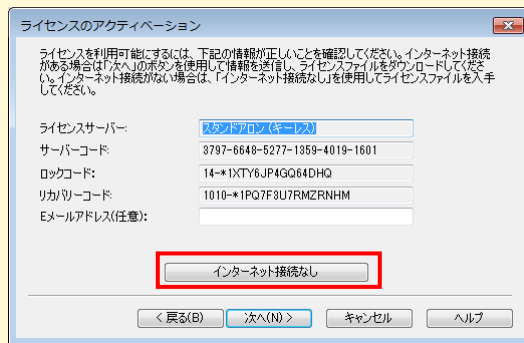 ライセンスのアクティベーション
ライセンスを利用可能にするには、下記の情報が正しいことを確認してください。インターネット接続
がある場合は「次へ」のボタンを使用して情報を送信し、ライセンスファイルをダウンロードしてくださ
い。インターネット接続がない場合は、「インターネット接続なし」を使用してライセンスファイルを入手
してください。
ライセンスサーバー:
スタンドアロン(キーレス)
サーバーコード:
3797-6648-5277-1359-4019-1601
ロックコード:
14-*1XTY6JP4GQ64DHQ
リカバリーコード:
1010-*1PQ7F3U7RMZRNHM
Eメールアドレス(任意):
インターネット接続なし
< 戻る(B)
次へ(N) >
キャンセル
ヘルプ